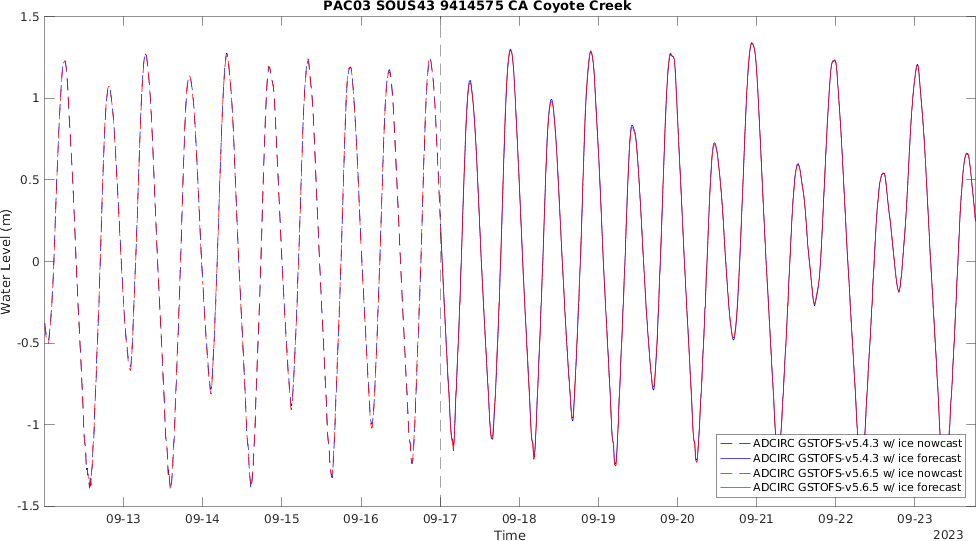 PAC03 SOUS43 9414575 CA Coyote Creek
1.5
1
0.5
0
-0.5
-1
-1.5
Water Level (m)
ADCIRC GSTOFS-v5.4.3 w/ ice nowcast
ADCIRC GSTOFS-v5.4.3 w/ ice forecast
ADCIRC GSTOFS-v5.6.5 w/ ice nowcast
ADCIRC GSTOFS-v5.6.5 w/ ice forecast
09-13 09-14 09-15 09-16 09-17 09-18 09-19 09-20 09-21 09-22 09-23
Time
2023